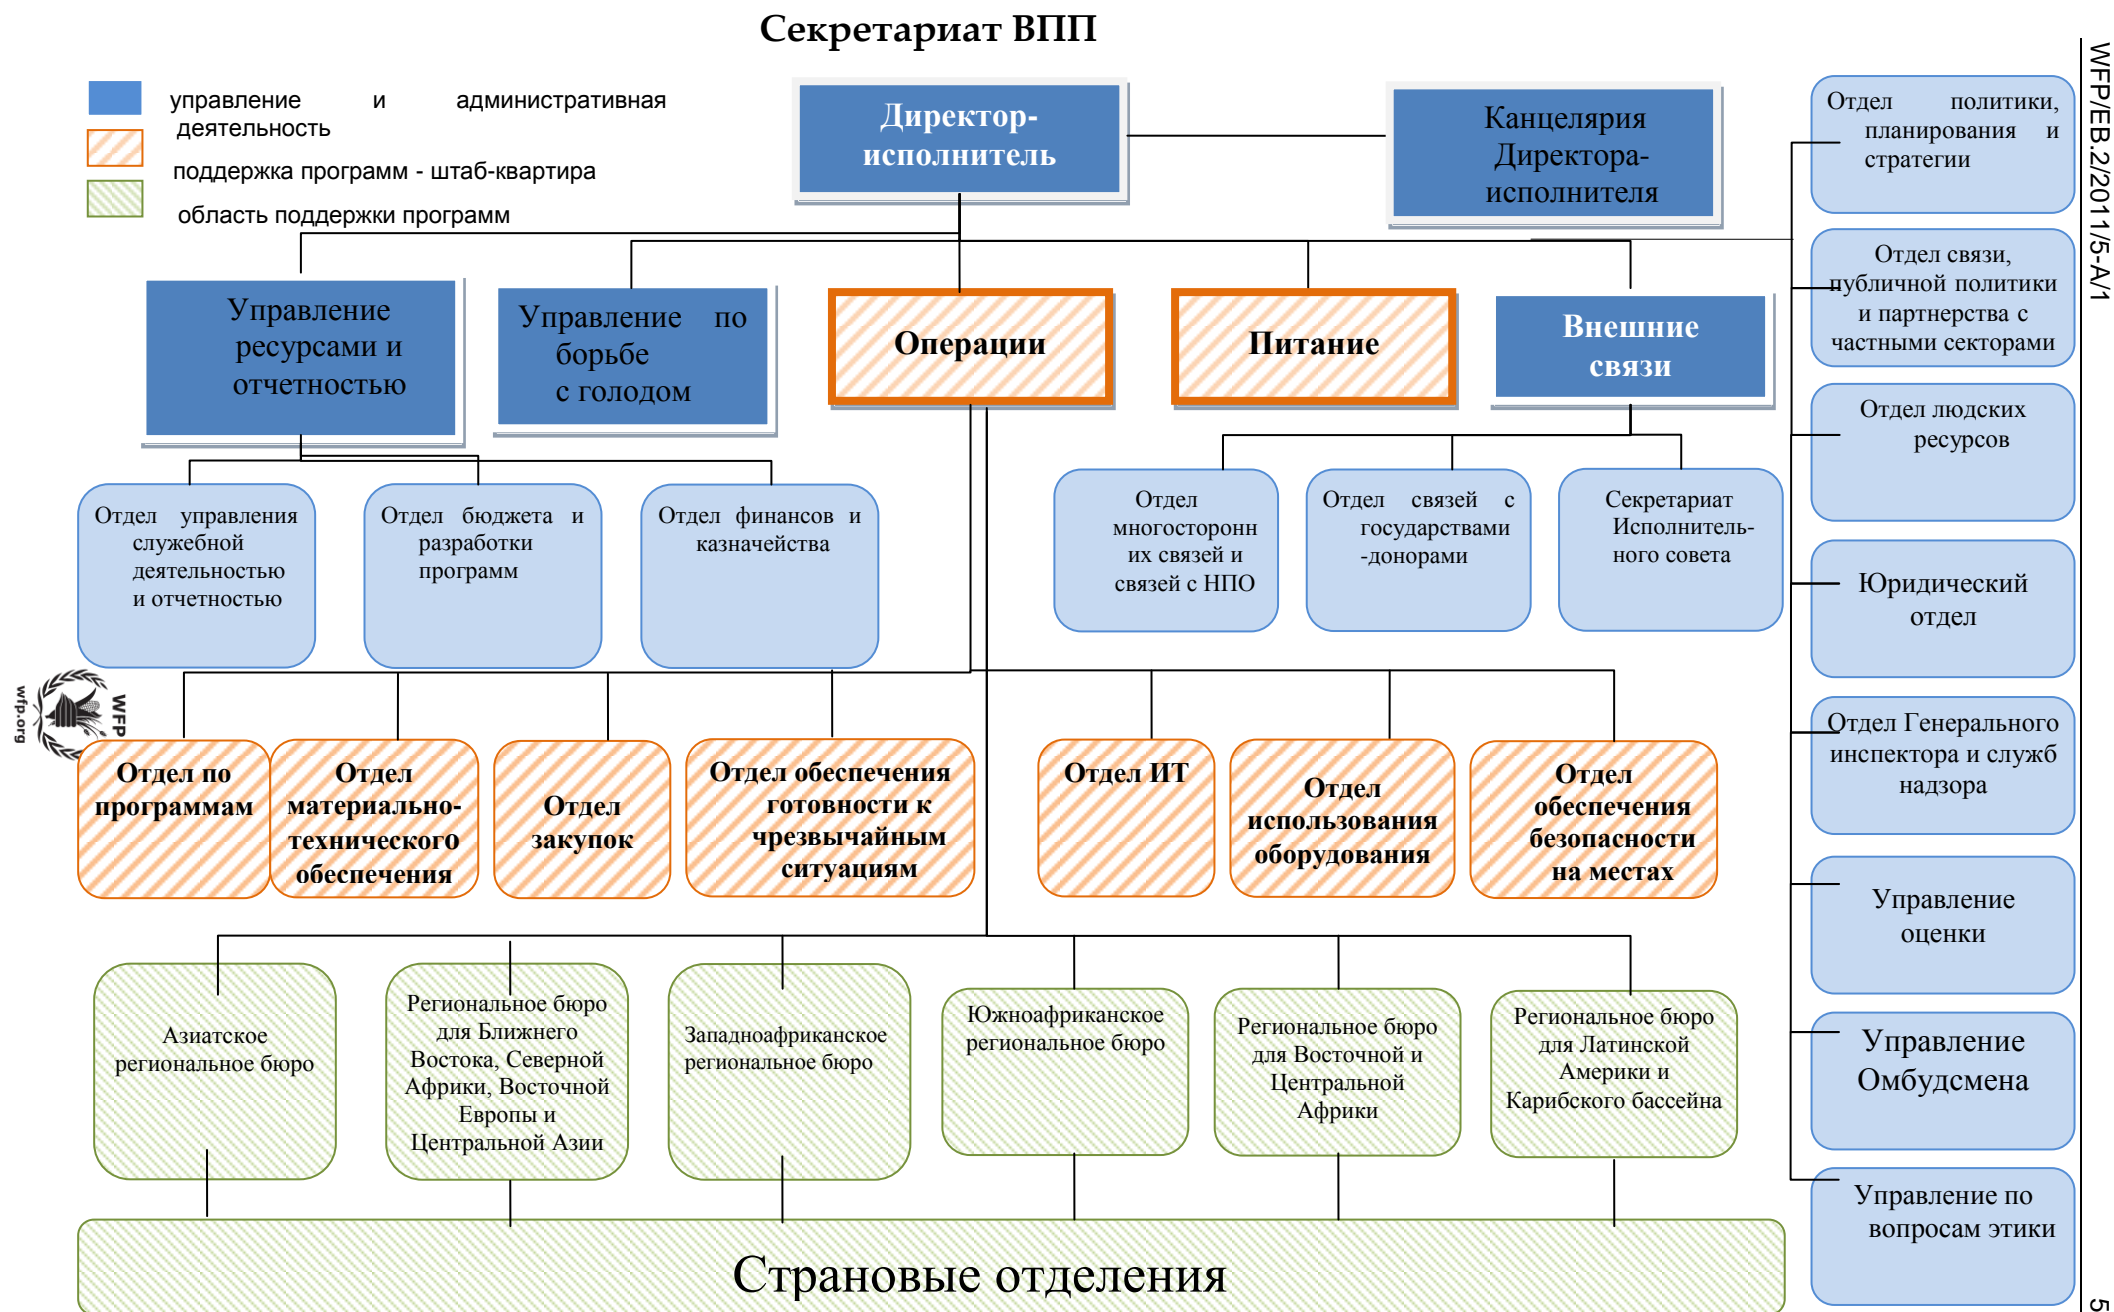 Секретариат ВПП
управление и административная
деятельность
поддержка программ - штаб-квартира
область поддержки программ
Директор-
исполнитель
Канцелярия
Директора-
исполнителя
Управление
ресурсами и
отчетностью
Управление по
борьбе
с голодом
Операции
Питание
Внешние
связи
Отдел управления
служебной
деятельностью
и отчетностью
Отдел бюджета и
разработки
программ
Отдел финансов и
казначейства
Отдел
многосторонн
их связей и
связей с НПО
Отдел связей с
государствами
-донорами
Секретариат
Исполнитель-
ного совета
Отдел по
программам
Отдел
материально-
технического
обеспечения
Отдел
закупок
Отдел обеспечения
готовности к
чрезвычайным
ситуациям
Отдел ИТ
Отдел
использования
оборудования
Отдел
обеспечения
безопасности
на местах
Азиатское
региональное бюро
Региональное бюро
для Ближнего
Востока, Северной
Африки, Восточной
Европы и
Центральной Азии
Западноафриканское
региональное бюро
Южноафриканское
региональное бюро
Региональное бюро
для Восточной и
Центральной
Африки
Региональное бюро
для Латинской
Америки и
Карибского бассейна
Страновые отделения
Отдел политики,
планирования и
стратегии
Отдел связи,
публичной политики
и партнерства с
частными секторами
Отдел людских
ресурсов
Юридический
отдел
Отдел Генерального
инспектора и служб
надзора
Управление
оценки
Управление
Омбудсмена
Управление по
вопросам этики
WFP/EB.2/2011/5-A/1
5
WFP
wfp.org